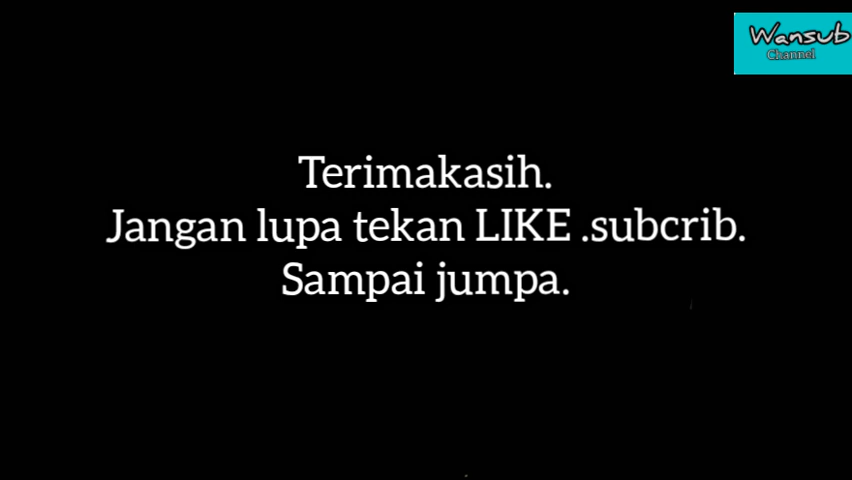 Wansub
Channel
Terimakasih.
Jangan lupa tekan LIKE .subcrib.
Sampai jumpa.